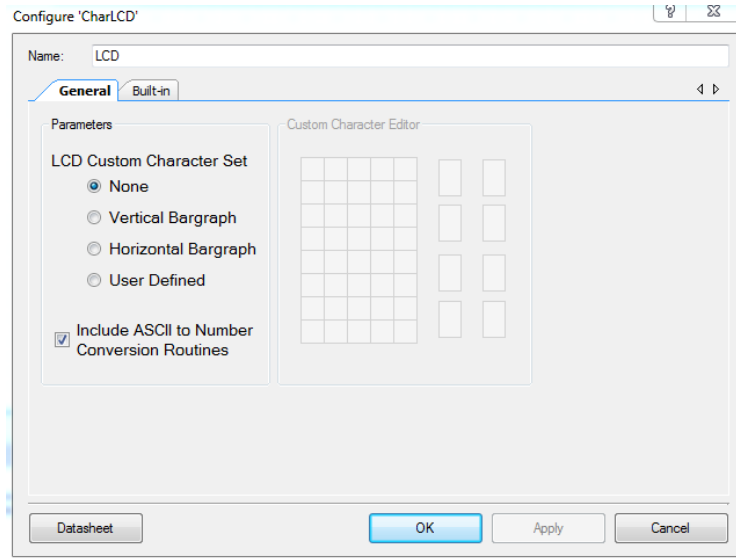 Configure 'CharLCD'
Name: LCD
General Built-in
Parameters
LCD Custom Character Set
None
Vertical Bargraph
Horizontal Bargraph
User Defined
Include ASCII to Number
Conversion Routines
Custom Character Editor
Datasheet OK Apply Cancel